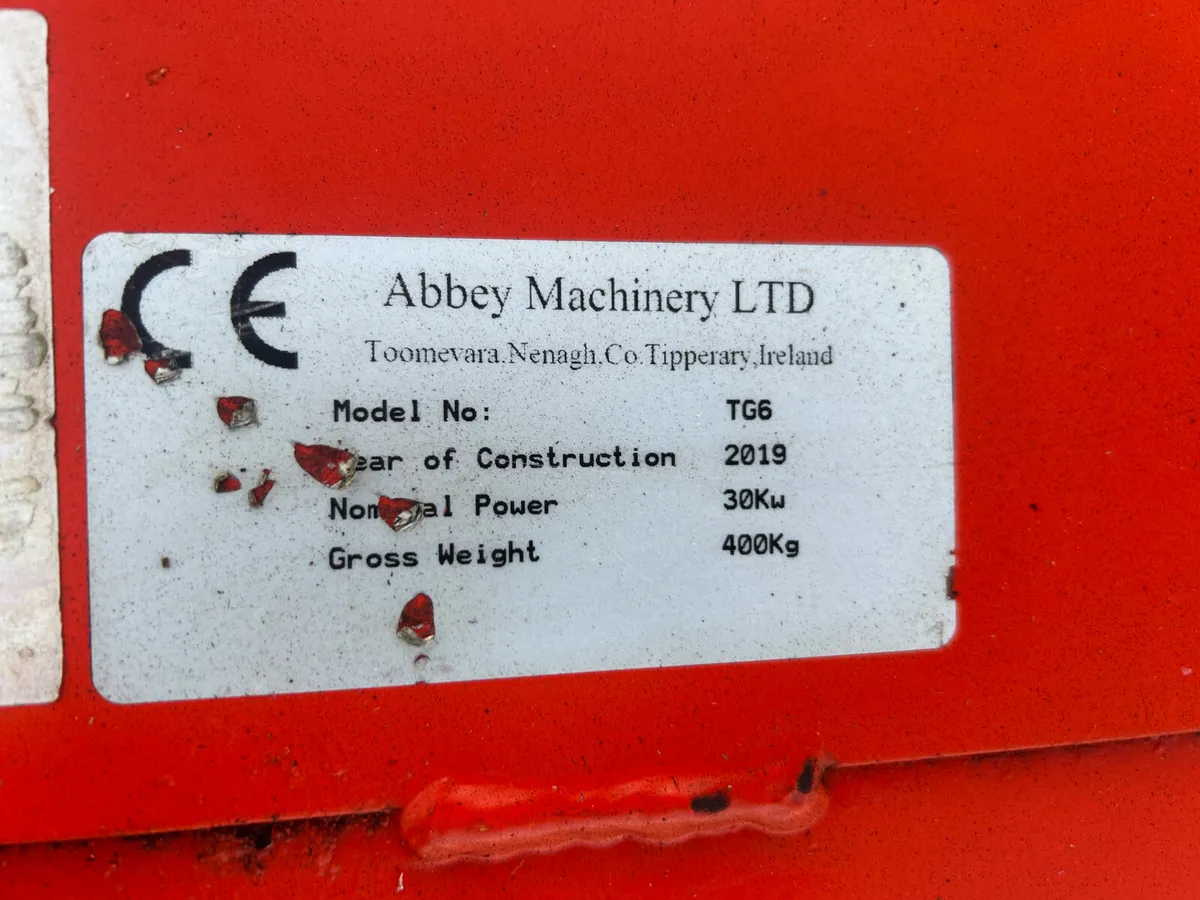 CE
Abbey Machinery LTD
Toomevara.Nenagh.Co.Tipperary,Ireland
Model No: TG6
ear of Construction 2019
Nom al Power 30Kw
Gross Weight 400Kg